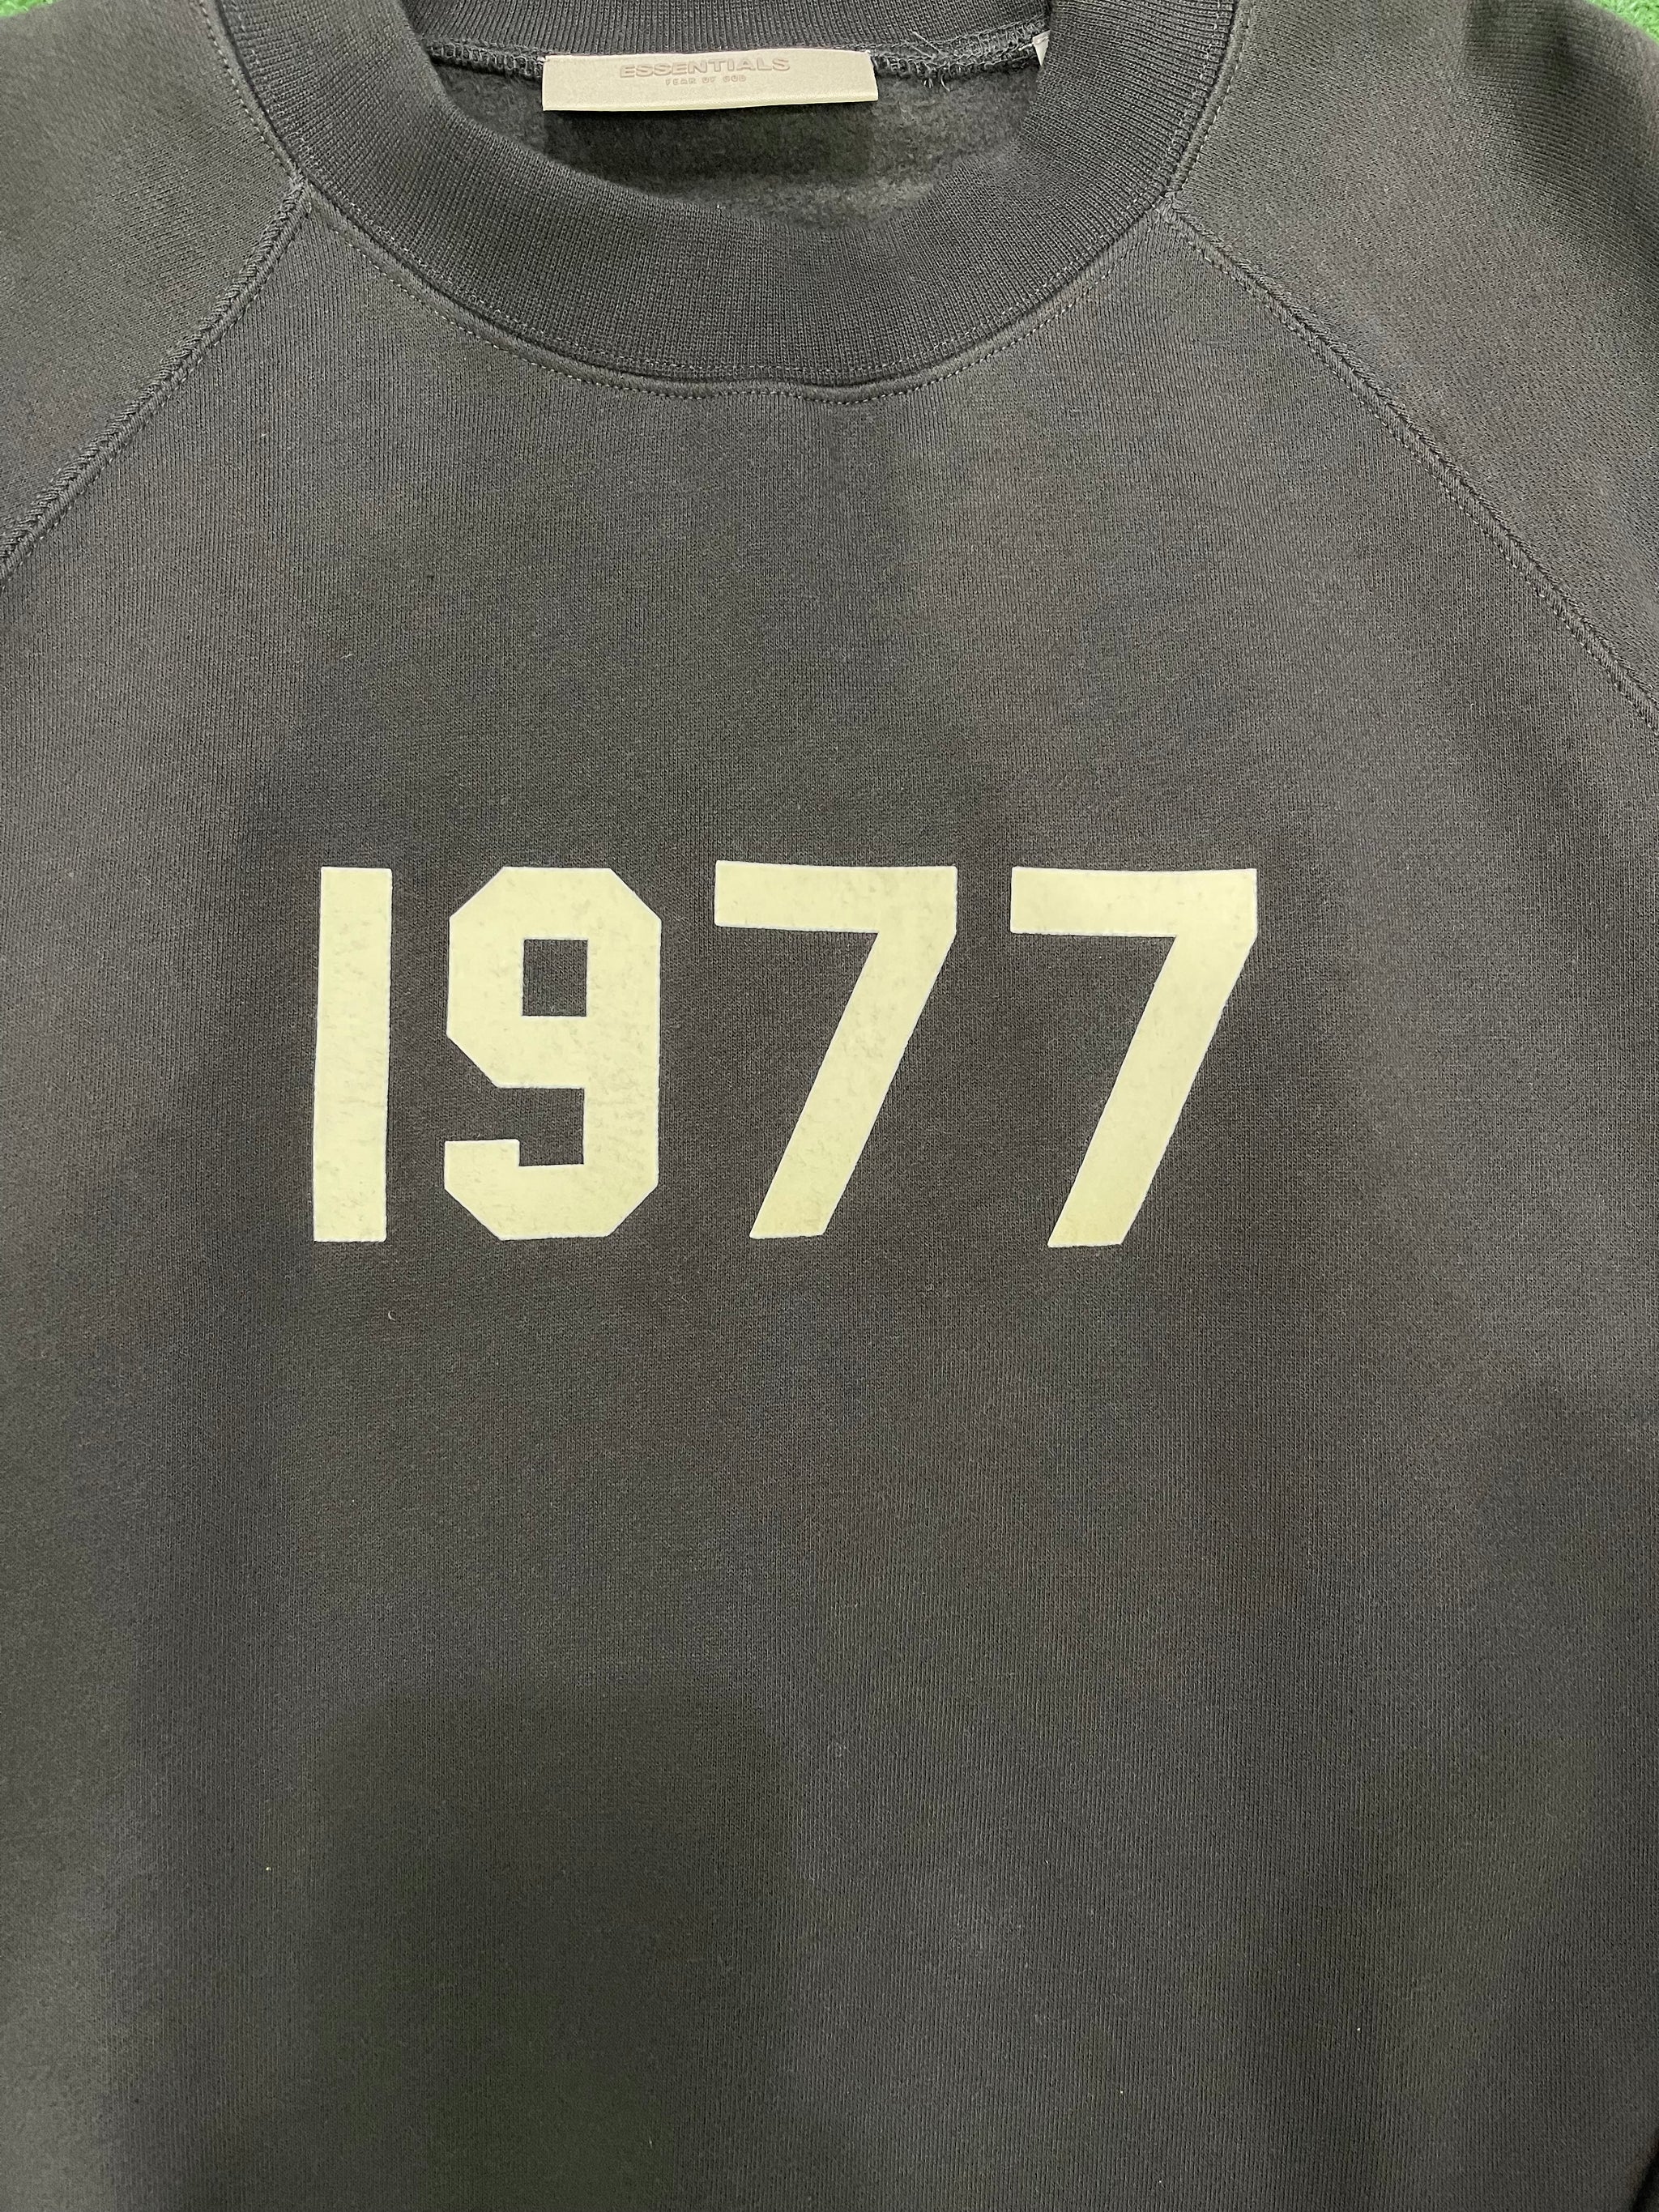 ESSENTIALS
FEAR OF GOD
1977